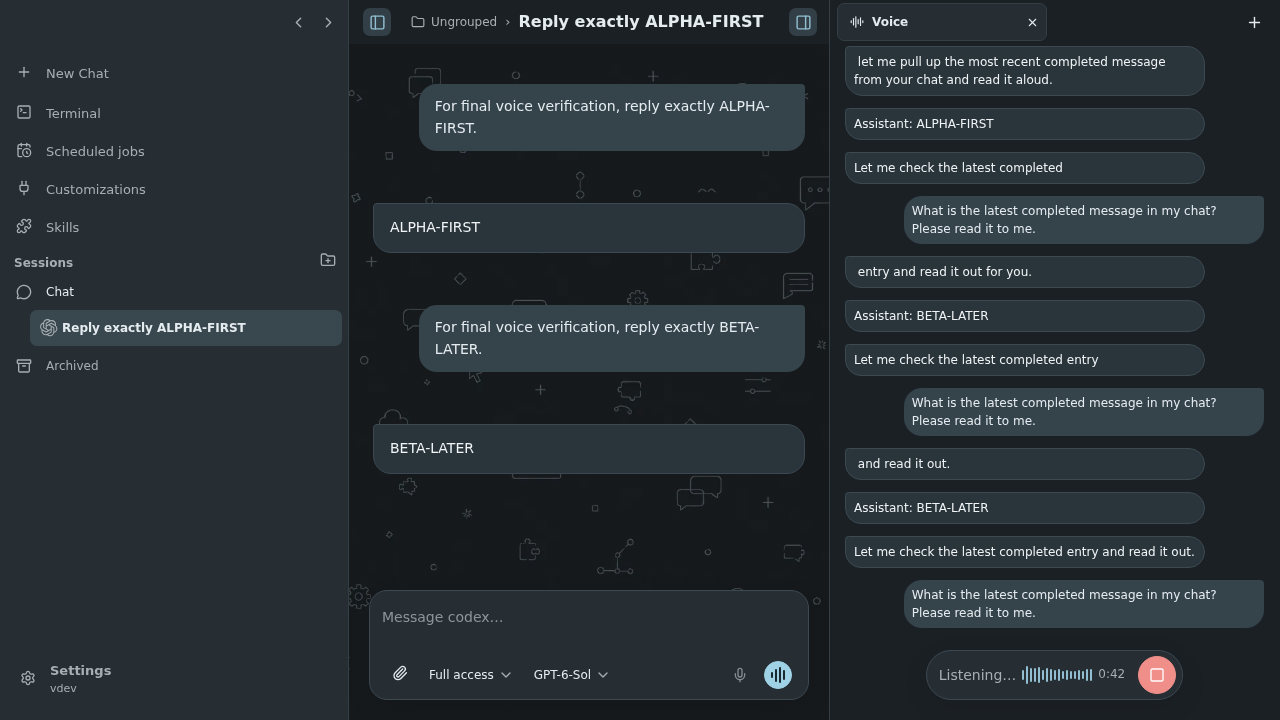 New Chat
Terminal
Scheduled jobs
Customizations
Skills
Sessions
Chat
Reply exactly ALPHA-FIRST
Archived
Settings
vdev
Ungrouped › Reply exactly ALPHA-FIRST
For final voice verification, reply exactly ALPHA-
FIRST.
ALPHA-FIRST
For final voice verification, reply exactly BETA-
LATER.
BETA-LATER
Message codex...
Full access
GPT-6-Sol
Voice
let me pull up the most recent completed message
from your chat and read it aloud.
Assistant: ALPHA-FIRST
Let me check the latest completed
What is the latest completed message in my chat?
Please read it to me.
entry and read it out for you.
Assistant: BETA-LATER
Let me check the latest completed entry
What is the latest completed message in my chat?
Please read it to me.
and read it out.
Assistant: BETA-LATER
Let me check the latest completed entry and read it out.
What is the latest completed message in my chat?
Please read it to me.
Listening... 0:42